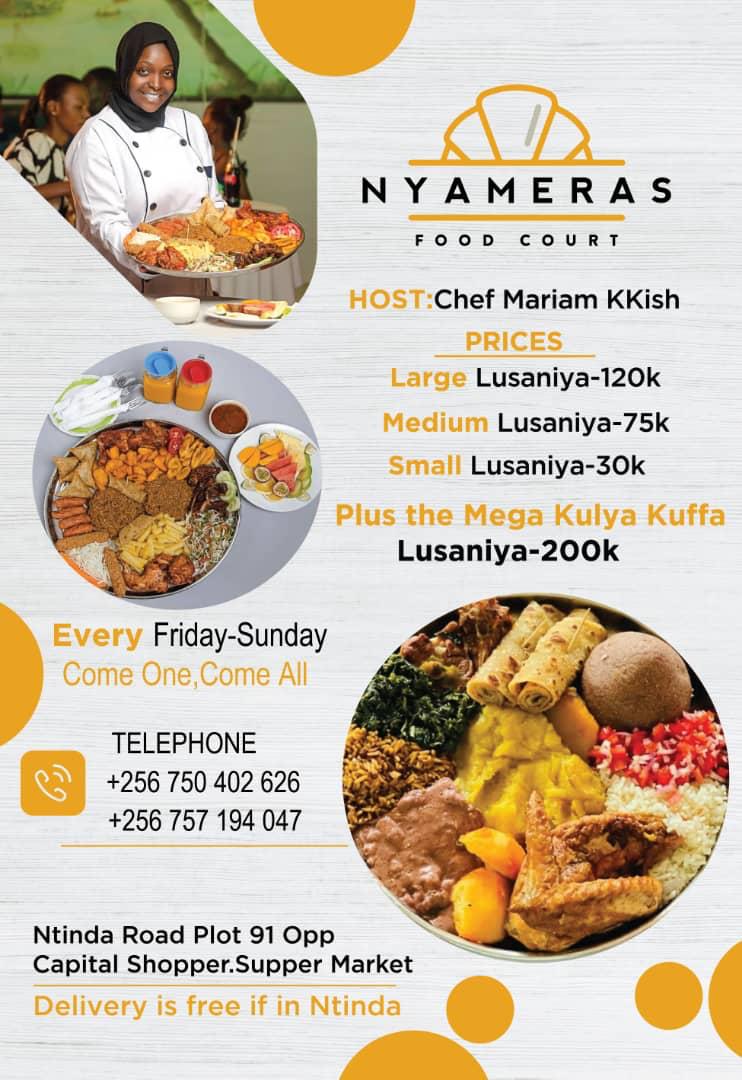 NYAMERAS
FOOD COURT
HOST:Chef Mariam KKish
PRICES
Large Lusaniya-120k
Medium Lusaniya-75k
Small Lusaniya-30k
Plus the Mega Kulya Kuffa
Lusaniya-200k
Every Friday-Sunday
Come One,Come All
TELEPHONE
+256 750 402 626
+256 757 194 047
Ntinda Road Plot 91 Opp
Capital Shopper.Supper Market
Delivery is free if in Ntinda